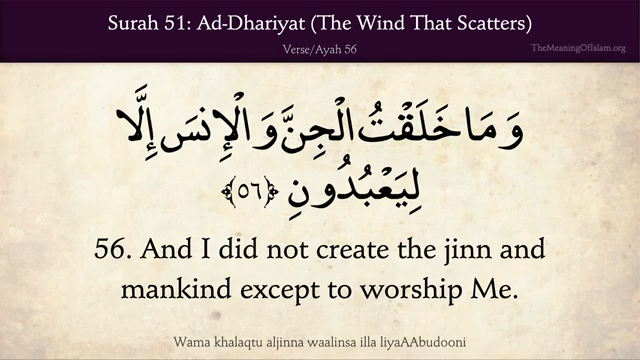 Surah 51: Ad-Dhariyat (The Wind That Scatters)
Verse/Ayah 56
TheMeaningOfIslam.org
وَمَا خَلَقْتُ الْجِنَّ وَالْإِنسَ إِلَّا
لِيَعْبُدُونِ ﴿٥٦﴾
56. And I did not create the jinn and
mankind except to worship Me.
Wama khalaqtu aljinna waalinsa illa liyaAAbudooni